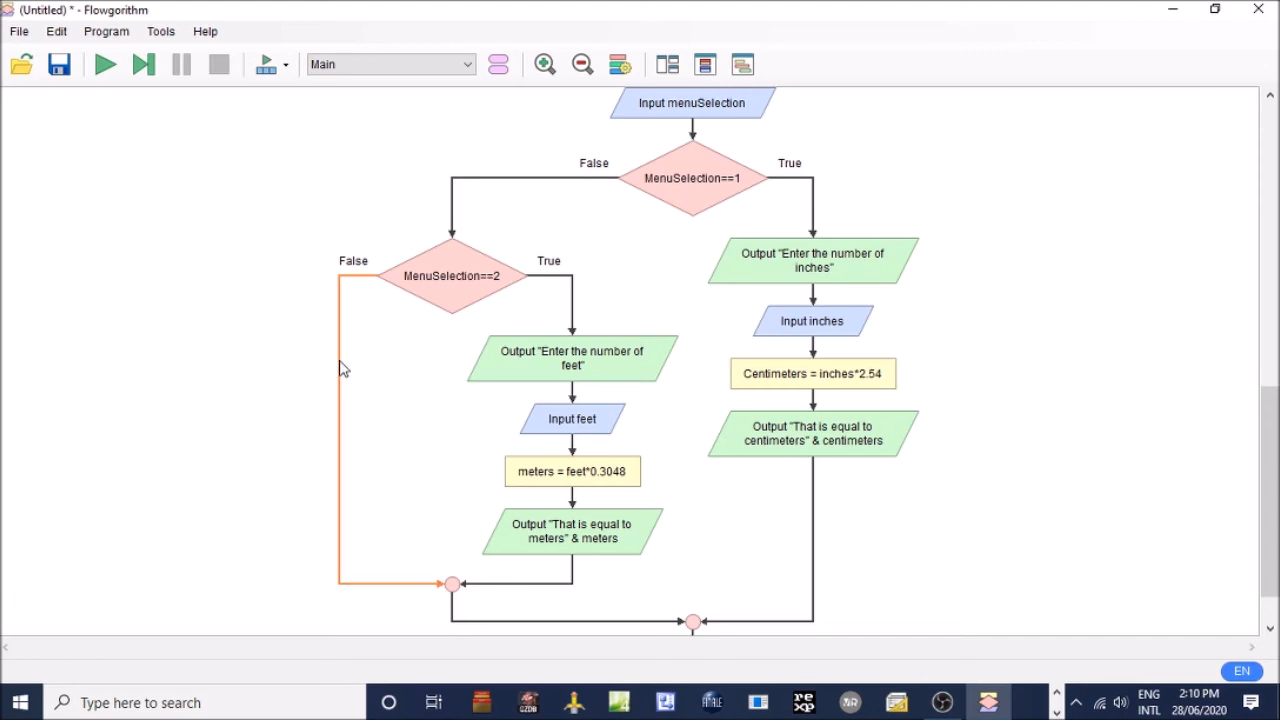 (Untitled) * - Flowgorithm
File Edit Program Tools Help
Main
Input menuSelection
False
True
MenuSelection==1
False
True
MenuSelection==2
Output "Enter the number of
inches"
Input inches
Centimeters = inches*2.54
Output "That is equal to
centimeters" & centimeters
Output "Enter the number of
feet"
Input feet
meters = feet*0.3048
Output "That is equal to
meters" & meters
EN
Type here to search
GZDB
FINALE
rexp
ENG
INTL
2:10 PM
28/06/2020